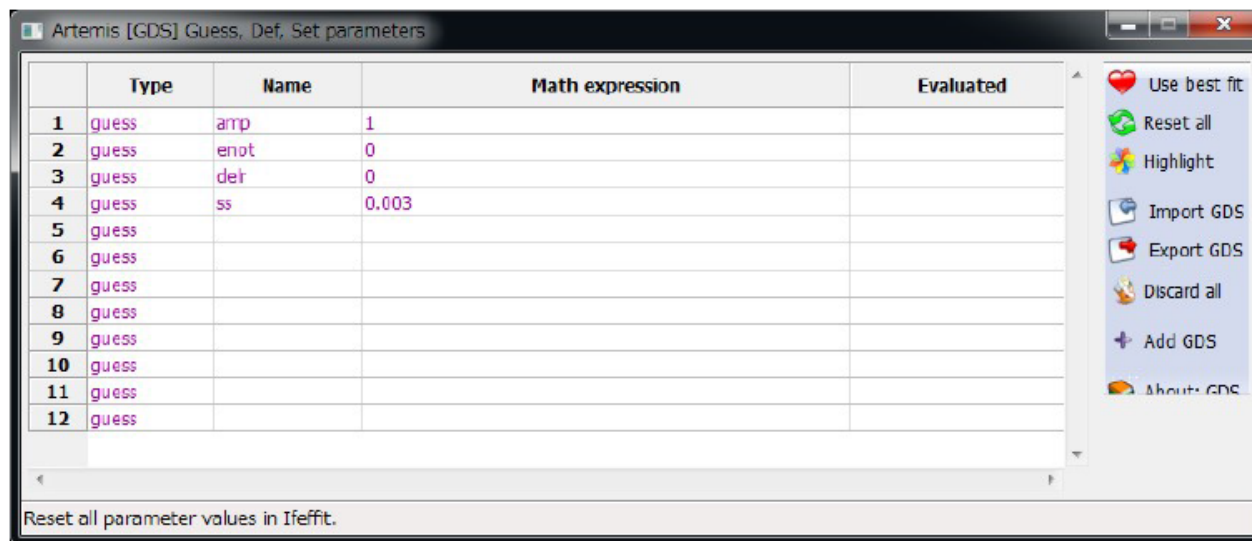 Artemis [GDS] Guess, Def, Set parameters
Type Name Math expression Evaluated
1 guess amp 1
2 guess enot 0
3 guess delr 0
4 guess ss 0.003
5 guess
6 guess
7 guess
8 guess
9 guess
10 guess
11 guess
12 guess
Use best fit
Reset all
Highlight
Import GDS
Export GDS
Discard all
Add GDS
About: GDS
Reset all parameter values in Ifeffit.